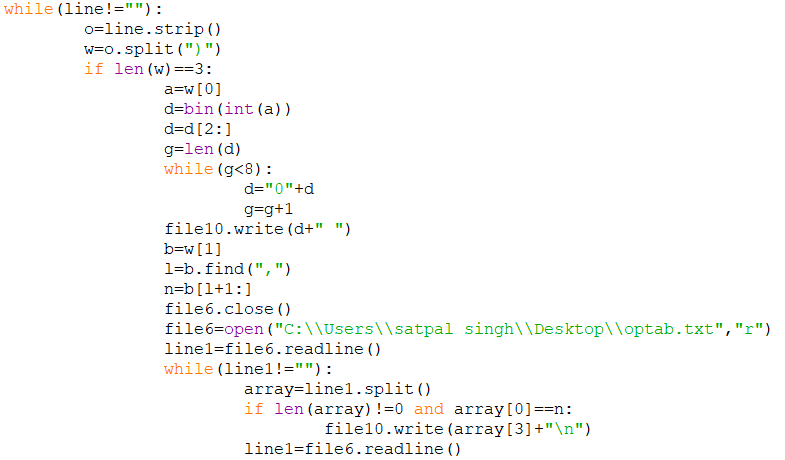 while(line!=""):
        o=line.strip()
        w=o.split(")")
        if len(w)==3:
                a=w[0]
                d=bin(int(a))
                d=d[2:]
                g=len(d)
                while(g<8):
                        d="0"+d
                        g=g+1
                file10.write(d+" ")
                b=w[1]
                l=b.find(",")
                n=b[l+1:]
                file6.close()
                file6=open("C:\\Users\\satpal singh\\Desktop\\optab.txt","r")
                line1=file6.readline()
                while(line1!=""):
                        array=line1.split()
                        if len(array)!=0 and array[0]==n:
                                file10.write(array[3]+"\n")
                        line1=file6.readline()